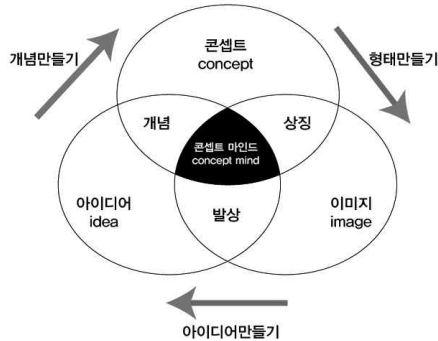 콘셉트
concept
개념만들기
형태만들기
개념
상징
콘셉트 마인드
concept mind
아이디어
idea
발상
이미지
image
아이디어만들기